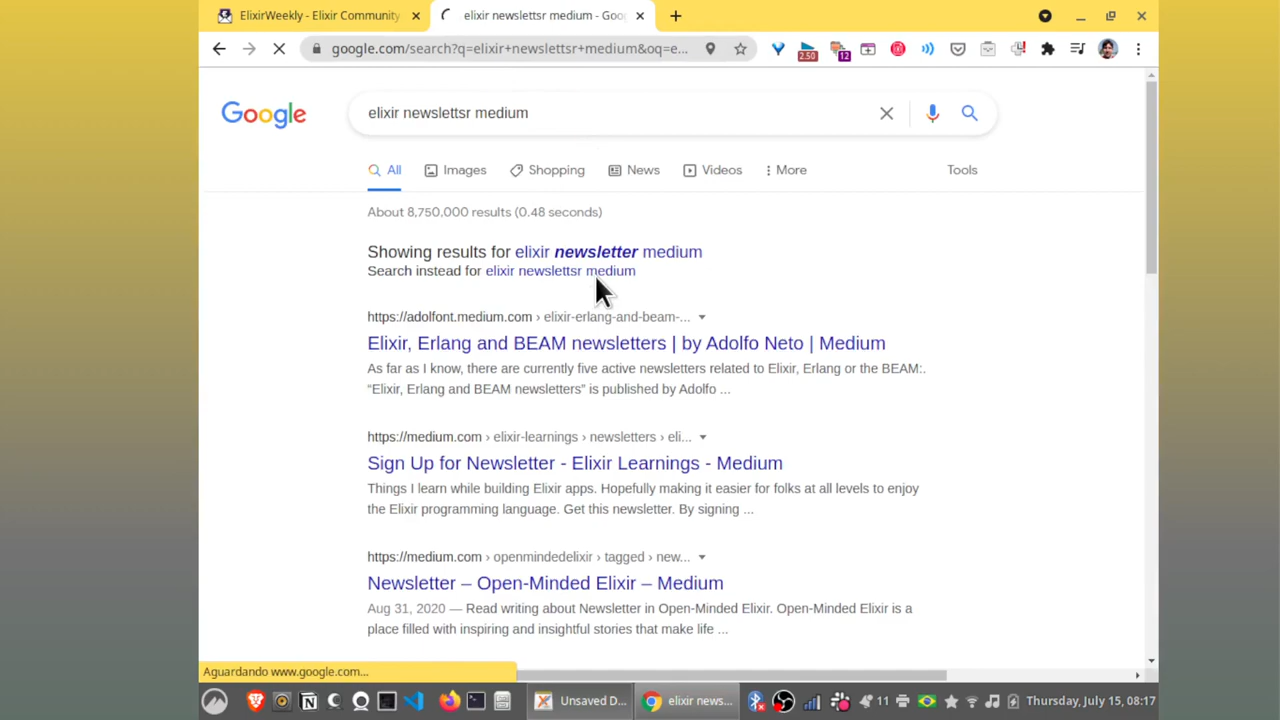 ElixirWeekly - Elixir Community
elixir newslettsr medium - Goo
google.com/search?q=elixir+newslettsr+medium&oq=e...
2.50
12
Google
elixir newslettsr medium
All
Images
Shopping
News
Videos
More
Tools
About 8,750,000 results (0.48 seconds)
Showing results for elixir newsletter medium
Search instead for elixir newslettsr medium
https://adolfont.medium.com › elixir-erlang-and-beam-...
Elixir, Erlang and BEAM newsletters | by Adolfo Neto | Medium
As far as I know, there are currently five active newsletters related to Elixir, Erlang or the BEAM:.
“Elixir, Erlang and BEAM newsletters” is published by Adolfo ...
https://medium.com › elixir-learnings › newsletters › eli...
Sign Up for Newsletter - Elixir Learnings - Medium
Things I learn while building Elixir apps. Hopefully making it easier for folks at all levels to enjoy
the Elixir programming language. Get this newsletter. By signing ...
https://medium.com › openmindedelixir › tagged › new...
Newsletter – Open-Minded Elixir – Medium
Aug 31, 2020 — Read writing about Newsletter in Open-Minded Elixir. Open-Minded Elixir is a
place filled with inspiring and insightful stories that make life ...
Aguardando www.google.com...
Unsaved D...
elixir news...
11
Thursday, July 15, 08:17